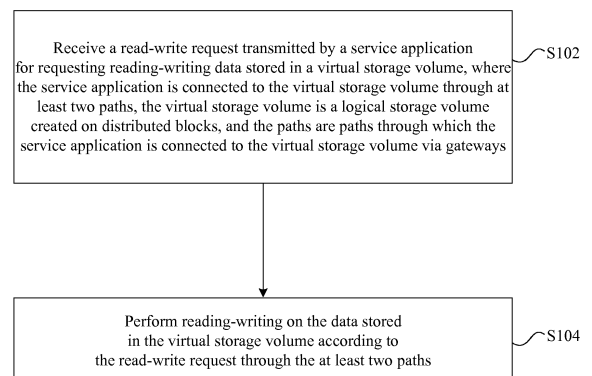 Receive a read-write request transmitted by a service application
for requesting reading-writing data stored in a virtual storage volume, where
the service application is connected to the virtual storage volume through at
least two paths, the virtual storage volume is a logical storage volume
created on distributed blocks, and the paths are paths through which the
service application is connected to the virtual storage volume via gateways
S102
Perform reading-writing on the data stored
in the virtual storage volume according to
the read-write request through the at least two paths
S104